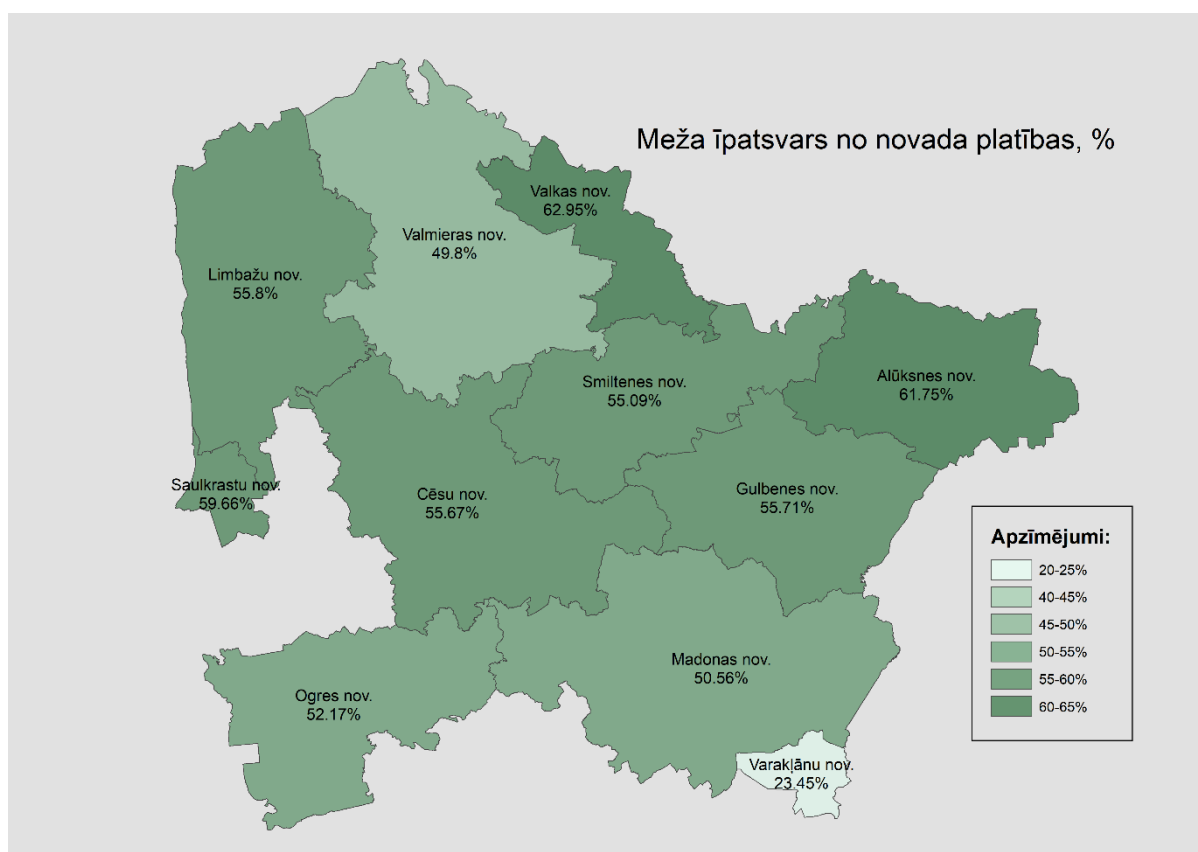 Meža īpatsvars no novada platības, %
Valkas nov.
62.95%
Valmieras nov.
49.8%
Limbažu nov.
55.8%
Smiltenes nov.
55.09%
Alūksnes nov.
61.75%
Saulkrastu nov.
59.66%
Cēsu nov.
55.67%
Gulbenes nov.
55.71%
Madonas nov.
50.56%
Ogres nov.
52.17%
Varakļānu nov.
23.45%
Apzīmējumi:
20-25%
40-45%
45-50%
50-55%
55-60%
60-65%